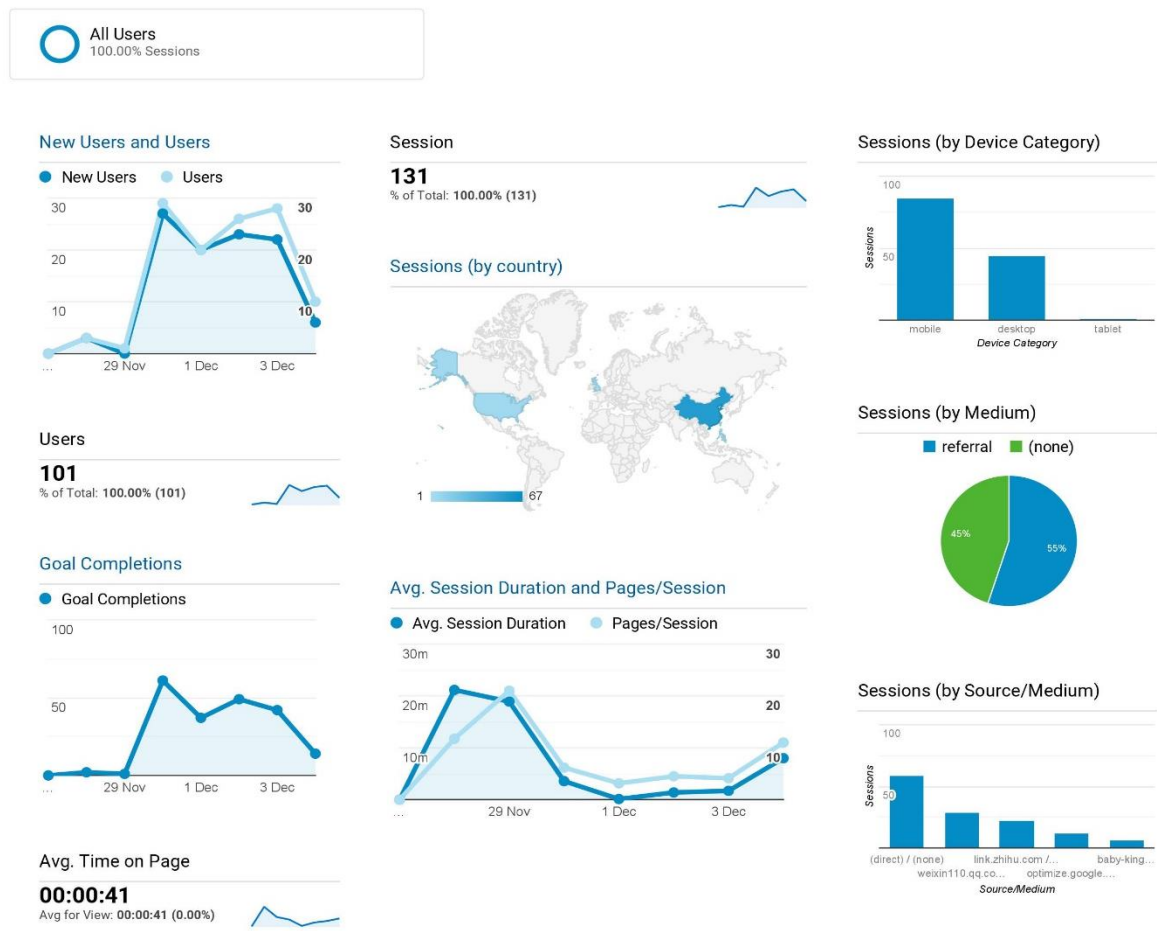 All Users
100.00% Sessions
New Users and Users
New Users Users
30 30
20 20
10 10
... 29 Nov 1 Dec 3 Dec
Users
101
% of Total: 100.00% (101)
Goal Completions
Goal Completions
100
50
... 29 Nov 1 Dec 3 Dec
Avg. Time on Page
00:00:41
Avg for View: 00:00:41 (0.00%)
Session
131
% of Total: 100.00% (131)
Sessions (by country)
1 67
Avg. Session Duration and Pages/Session
Avg. Session Duration Pages/Session
30m 30
20m 20
10m 10
... 29 Nov 1 Dec 3 Dec
Sessions (by Device Category)
100
50
Sessions
mobile desktop tablet
Device Category
Sessions (by Medium)
referral (none)
45% 55%
Sessions (by Source/Medium)
100
50
Sessions
(direct) / (none) link.zhihu.com /... baby-king...
weixin110.qq.co... optimize.google....
Source/Medium